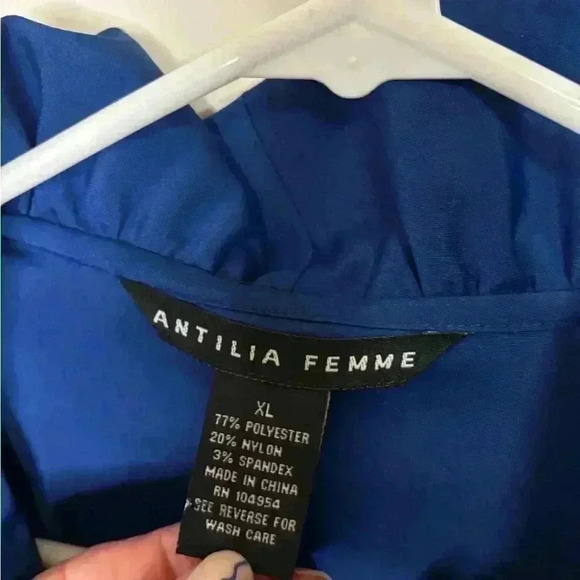 ANTILIA FEMME
XL
77% POLYESTER
20% NYLON
3% SPANDEX
MADE IN CHINA
RN 104954
SEE REVERSE FOR
WASH CARE